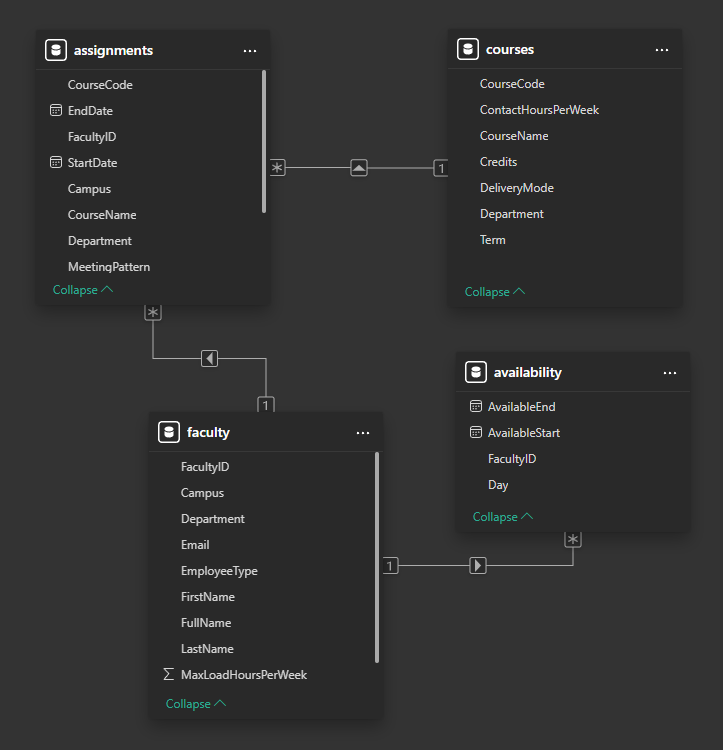 assignments
...
CourseCode
EndDate
FacultyID
StartDate
Campus
CourseName
Department
MeetingPattern
Collapse
courses
...
CourseCode
ContactHoursPerWeek
CourseName
Credits
DeliveryMode
Department
Term
Collapse
*
1
*
1
availability
...
AvailableEnd
AvailableStart
FacultyID
Day
Collapse
faculty
...
FacultyID
Campus
Department
Email
EmployeeType
FirstName
FullName
LastName
Σ MaxLoadHoursPerWeek
Collapse
1
*